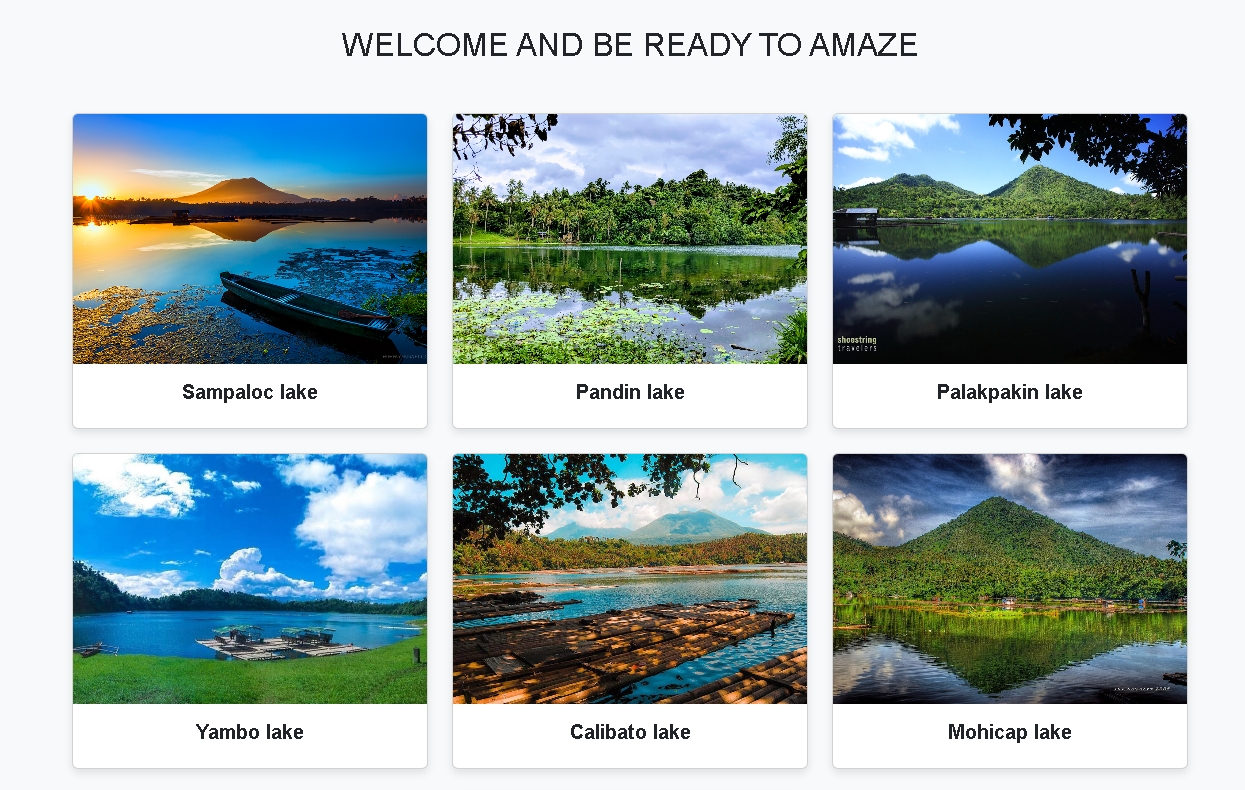 WELCOME AND BE READY TO AMAZE
Sampaloc lake
Pandin lake
shoestring
travelers
Palakpakin lake
Yambo lake
Calibato lake
Mohicap lake